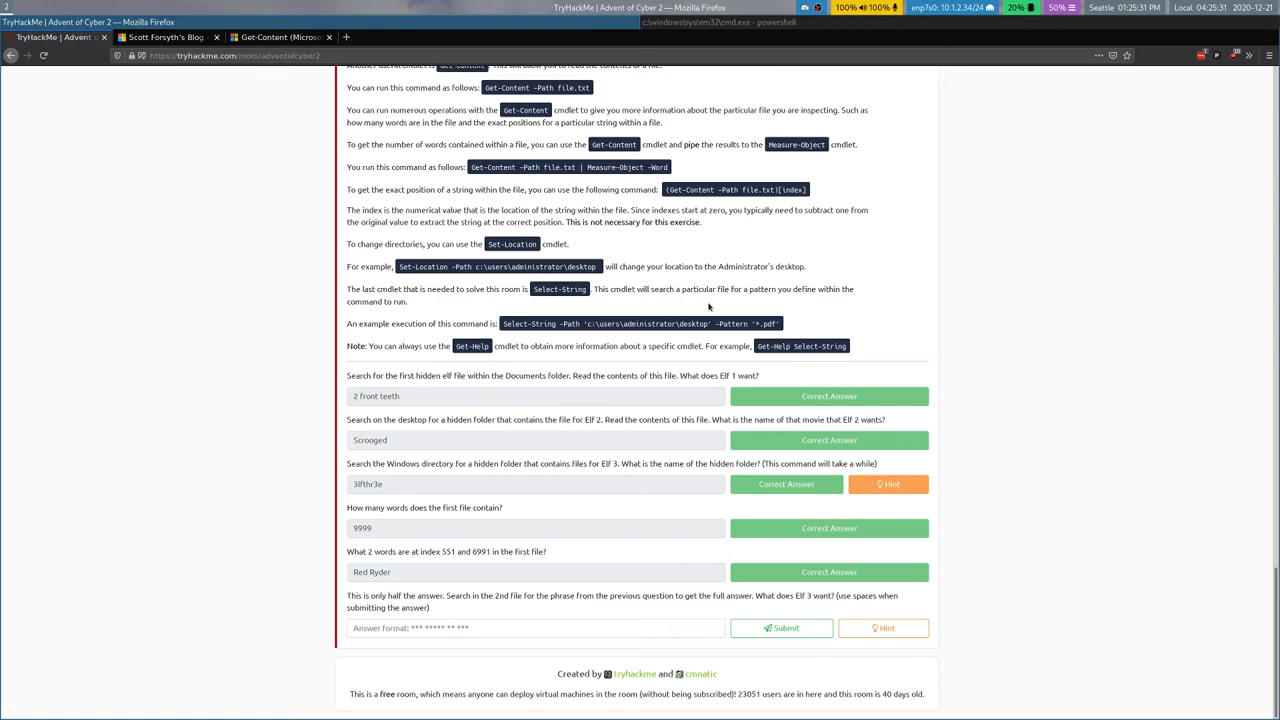 2
TryHackMe | Advent of Cyber 2 — Mozilla Firefox
100% 100%
enp7s0: 10.1.2.34/24
20%
50%
Seattle 01:25:31 PM
Local 04:25:31 2020-12-21
TryHackMe | Advent of Cyber 2 — Mozilla Firefox
c:\windows\system32\cmd.exe - powershell
TryHackMe | Advent o
Scott Forsyth's Blog -
Get-Content (Microso
https://tryhackme.com/room/adventofcyber2
You can run this command as follows: Get-Content -Path file.txt
You can run numerous operations with the Get-Content cmdlet to give you more information about the particular file you are inspecting. Such as
how many words are in the file and the exact positions for a particular string within a file.
To get the number of words contained within a file, you can use the Get-Content cmdlet and pipe the results to the Measure-Object cmdlet.
You run this command as follows: Get-Content -Path file.txt | Measure-Object -Word
To get the exact position of a string within the file, you can use the following command: (Get-Content -Path file.txt)[index]
The index is the numerical value that is the location of the string within the file. Since indexes start at zero, you typically need to subtract one from
the original value to extract the string at the correct position. This is not necessary for this exercise.
To change directories, you can use the Set-Location cmdlet.
For example, Set-Location -Path c:\users\administrator\desktop will change your location to the Administrator's desktop.
The last cmdlet that is needed to solve this room is Select-String. This cmdlet will search a particular file for a pattern you define within the
command to run.
An example execution of this command is: Select-String -Path 'c:\users\administrator\desktop' -Pattern '*.pdf'
Note: You can always use the Get-Help cmdlet to obtain more information about a specific cmdlet. For example, Get-Help Select-String
Search for the first hidden elf file within the Documents folder. Read the contents of this file. What does Elf 1 want?
2 front teeth
Correct Answer
Search on the desktop for a hidden folder that contains the file for Elf 2. Read the contents of this file. What is the name of that movie that Elf 2 wants?
Scrooged
Correct Answer
Search the Windows directory for a hidden folder that contains files for Elf 3. What is the name of the hidden folder? (This command will take a while)
3lfthr3e
Correct Answer
Hint
How many words does the first file contain?
9999
Correct Answer
What 2 words are at index 551 and 6991 in the first file?
Red Ryder
Correct Answer
This is only half the answer. Search in the 2nd file for the phrase from the previous question to get the full answer. What does Elf 3 want? (use spaces when
submitting the answer)
Answer format: *** ***** ** ***
Submit
Hint
Created by tryhackme and cmnatic
This is a free room, which means anyone can deploy virtual machines in the room (without being subscribed)! 23051 users are in here and this room is 40 days old.